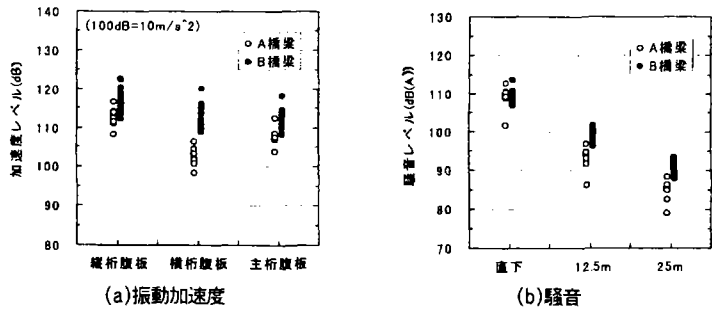 140
130
120
110
100
90
80
加速度レベル(dB)
(100dB=10m/s^2)
○ A橋梁
● B橋梁
縦桁腹板 横桁腹板 主桁腹板
(a)振動加速度
120
110
100
90
80
70
騒音レベル(dB(A))
○ A橋梁
● B橋梁
直下 12.5m 25m
(b)騒音